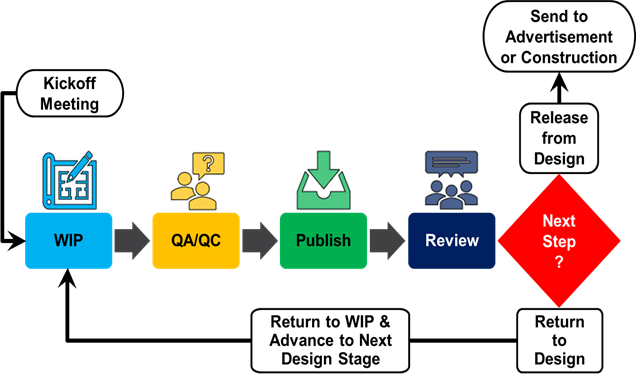 Kickoff
Meeting
Send to
Advertisement
or Construction
Release
from
Design
?
WIP
QA/QC
Publish
Review
Next
Step
?
Return to WIP &
Advance to Next
Design Stage
Return
to
Design